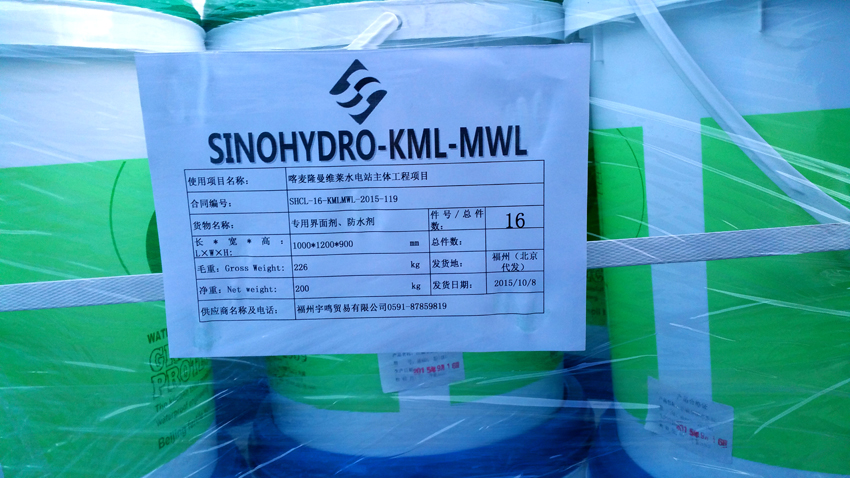 SINOHYDRO-KML-MWL
使用项目名称: 喀麦隆曼维莱水电站主体工程项目
合同编号: SHCL-16-KMLMWL-2015-119
货物名称: 专用界面剂、防水剂 件号/总件数: 16
长*宽*高: L×W×H: 1000*1200*900 mm 总件数:
毛重: Gross Weight: 226 kg 发货地: 福州（北京代发）
净重: Net weight: 200 kg 发货日期: 2015/10/8
供应商名称及电话: 福州宇鸣贸易有限公司0591-87859819